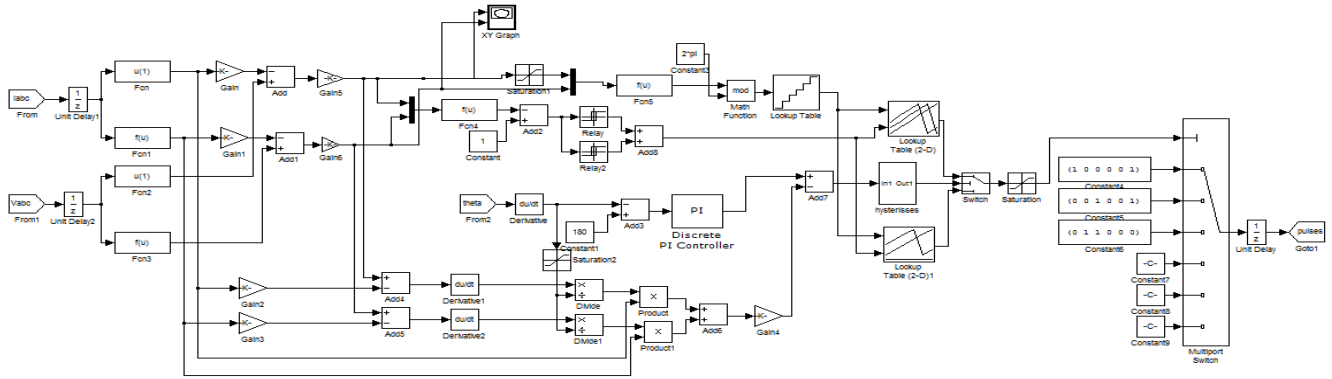 XY Graph
2*pi
Constant3
u(1)
Fcn
-K-
Gain
Add
-K-
Gain5
Saturation1
f(u)
Fcn5
mod
Math
Function
Lookup Table
Iabc
From
1
z
Unit Delay1
f(u)
Fcn1
-K-
Gain1
Add1
-K-
Gain6
f(u)
Fcn4
Add2
1
Constant
Relay
Relay2
Add8
Lookup
Table (2-D)
u(1)
Fcn2
Vabc
From1
1
z
Unit Delay2
f(u)
Fcn3
theta
From2
du/dt
Derivative
180
Constant1
Add3
PI
Discrete
PI Controller
Add7
In1 Out1
hysterisses
Switch
Saturation
(1 0 0 0 0 1)
Constant4
(0 0 1 0 0 1)
Constant5
(0 1 1 0 0 0)
Constant6
-C-
Constant7
-C-
Constant8
-C-
Constant9
Multiport
Switch
1
z
Unit Delay
pulses
Goto1
Lookup
Table (2-D)1
Saturation2
-K-
Gain2
Add4
du/dt
Derivative1
Divide
Product
-K-
Gain3
Add5
du/dt
Derivative2
Divide1
Product1
Add6
-K-
Gain4